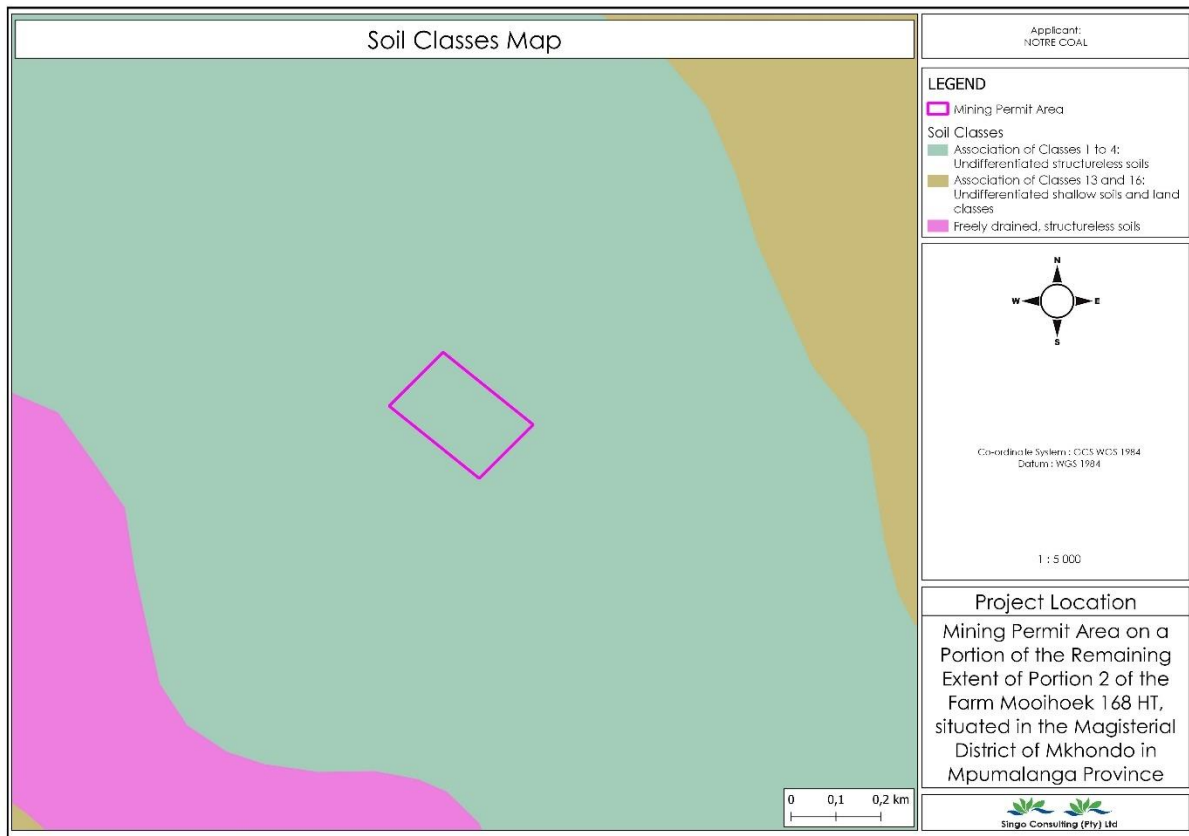 Soil Classes Map
Applicant:
NOTRE COAL
LEGEND
Mining Permit Area
Soil Classes
Association of Classes 1 to 4:
Undifferentiated structureless soils
Association of Classes 13 and 16:
Undifferentiated shallow soils and land
classes
Freely drained, structureless soils
N
W E
S
Co-ordinate System : GCS WGS 1984
Datum : WGS 1984
1 : 5 000
0 0,1 0,2 km
Project Location
Mining Permit Area on a
Portion of the Remaining
Extent of Portion 2 of the
Farm Mooihoek 168 HT,
situated in the Magisterial
District of Mkhondo in
Mpumalanga Province
Singo Consulting (Pty) Ltd